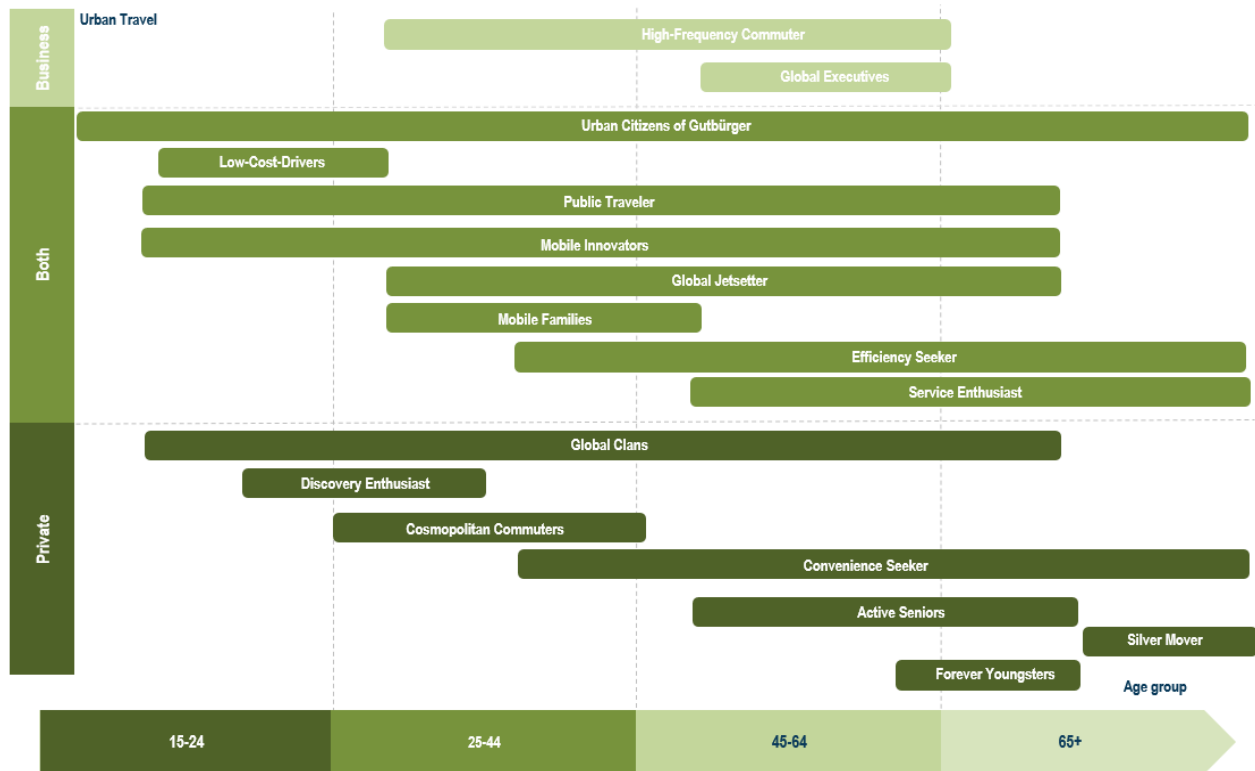 Urban Travel
Business
High-Frequency Commuter
Global Executives
Both
Urban Citizens of Gutbürger
Low-Cost-Drivers
Public Traveler
Mobile Innovators
Global Jetsetter
Mobile Families
Efficiency Seeker
Service Enthusiast
Private
Global Clans
Discovery Enthusiast
Cosmopolitan Commuters
Convenience Seeker
Active Seniors
Silver Mover
Forever Youngsters
Age group
15-24
25-44
45-64
65+